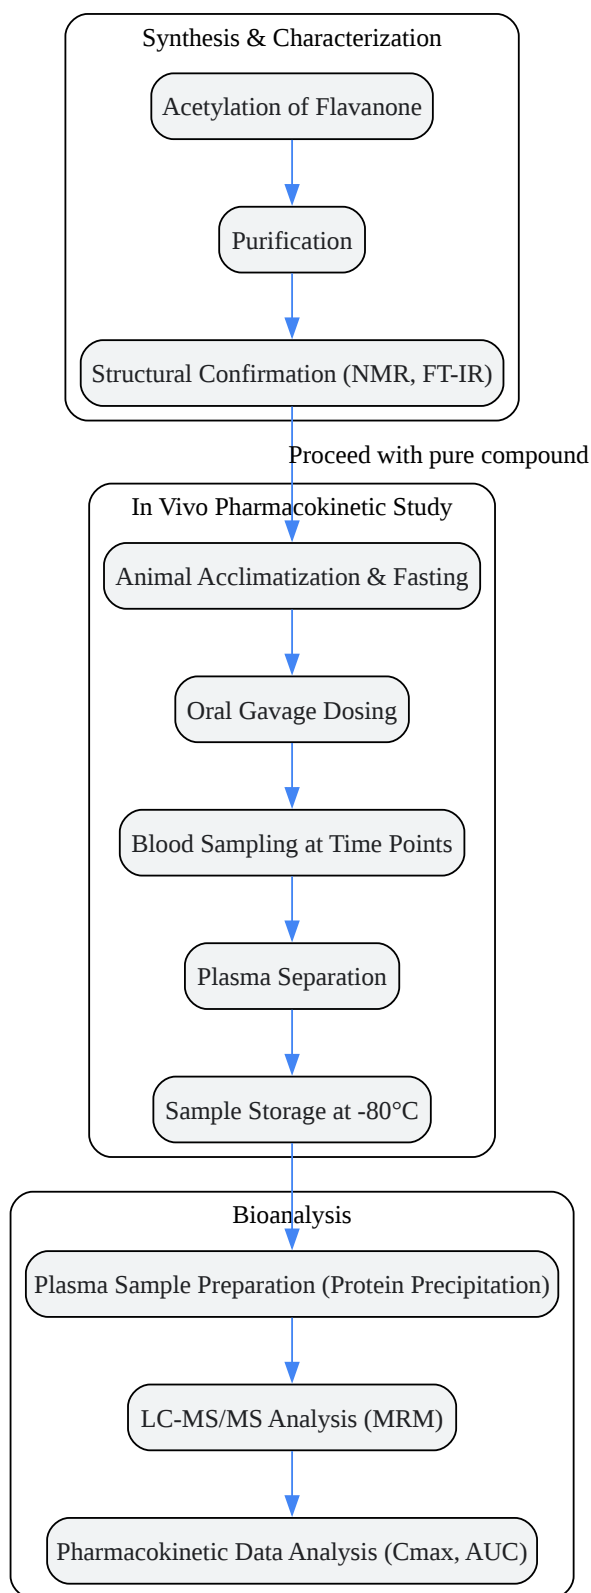 Synthesis & Characterization
Acetylation of Flavanone
Purification
Structural Confirmation (NMR, FT-IR)
Proceed with pure compound
In Vivo Pharmacokinetic Study
Animal Acclimatization & Fasting
Oral Gavage Dosing
Blood Sampling at Time Points
Plasma Separation
Sample Storage at -80°C
Bioanalysis
Plasma Sample Preparation (Protein Precipitation)
LC-MS/MS Analysis (MRM)
Pharmacokinetic Data Analysis (Cmax, AUC)